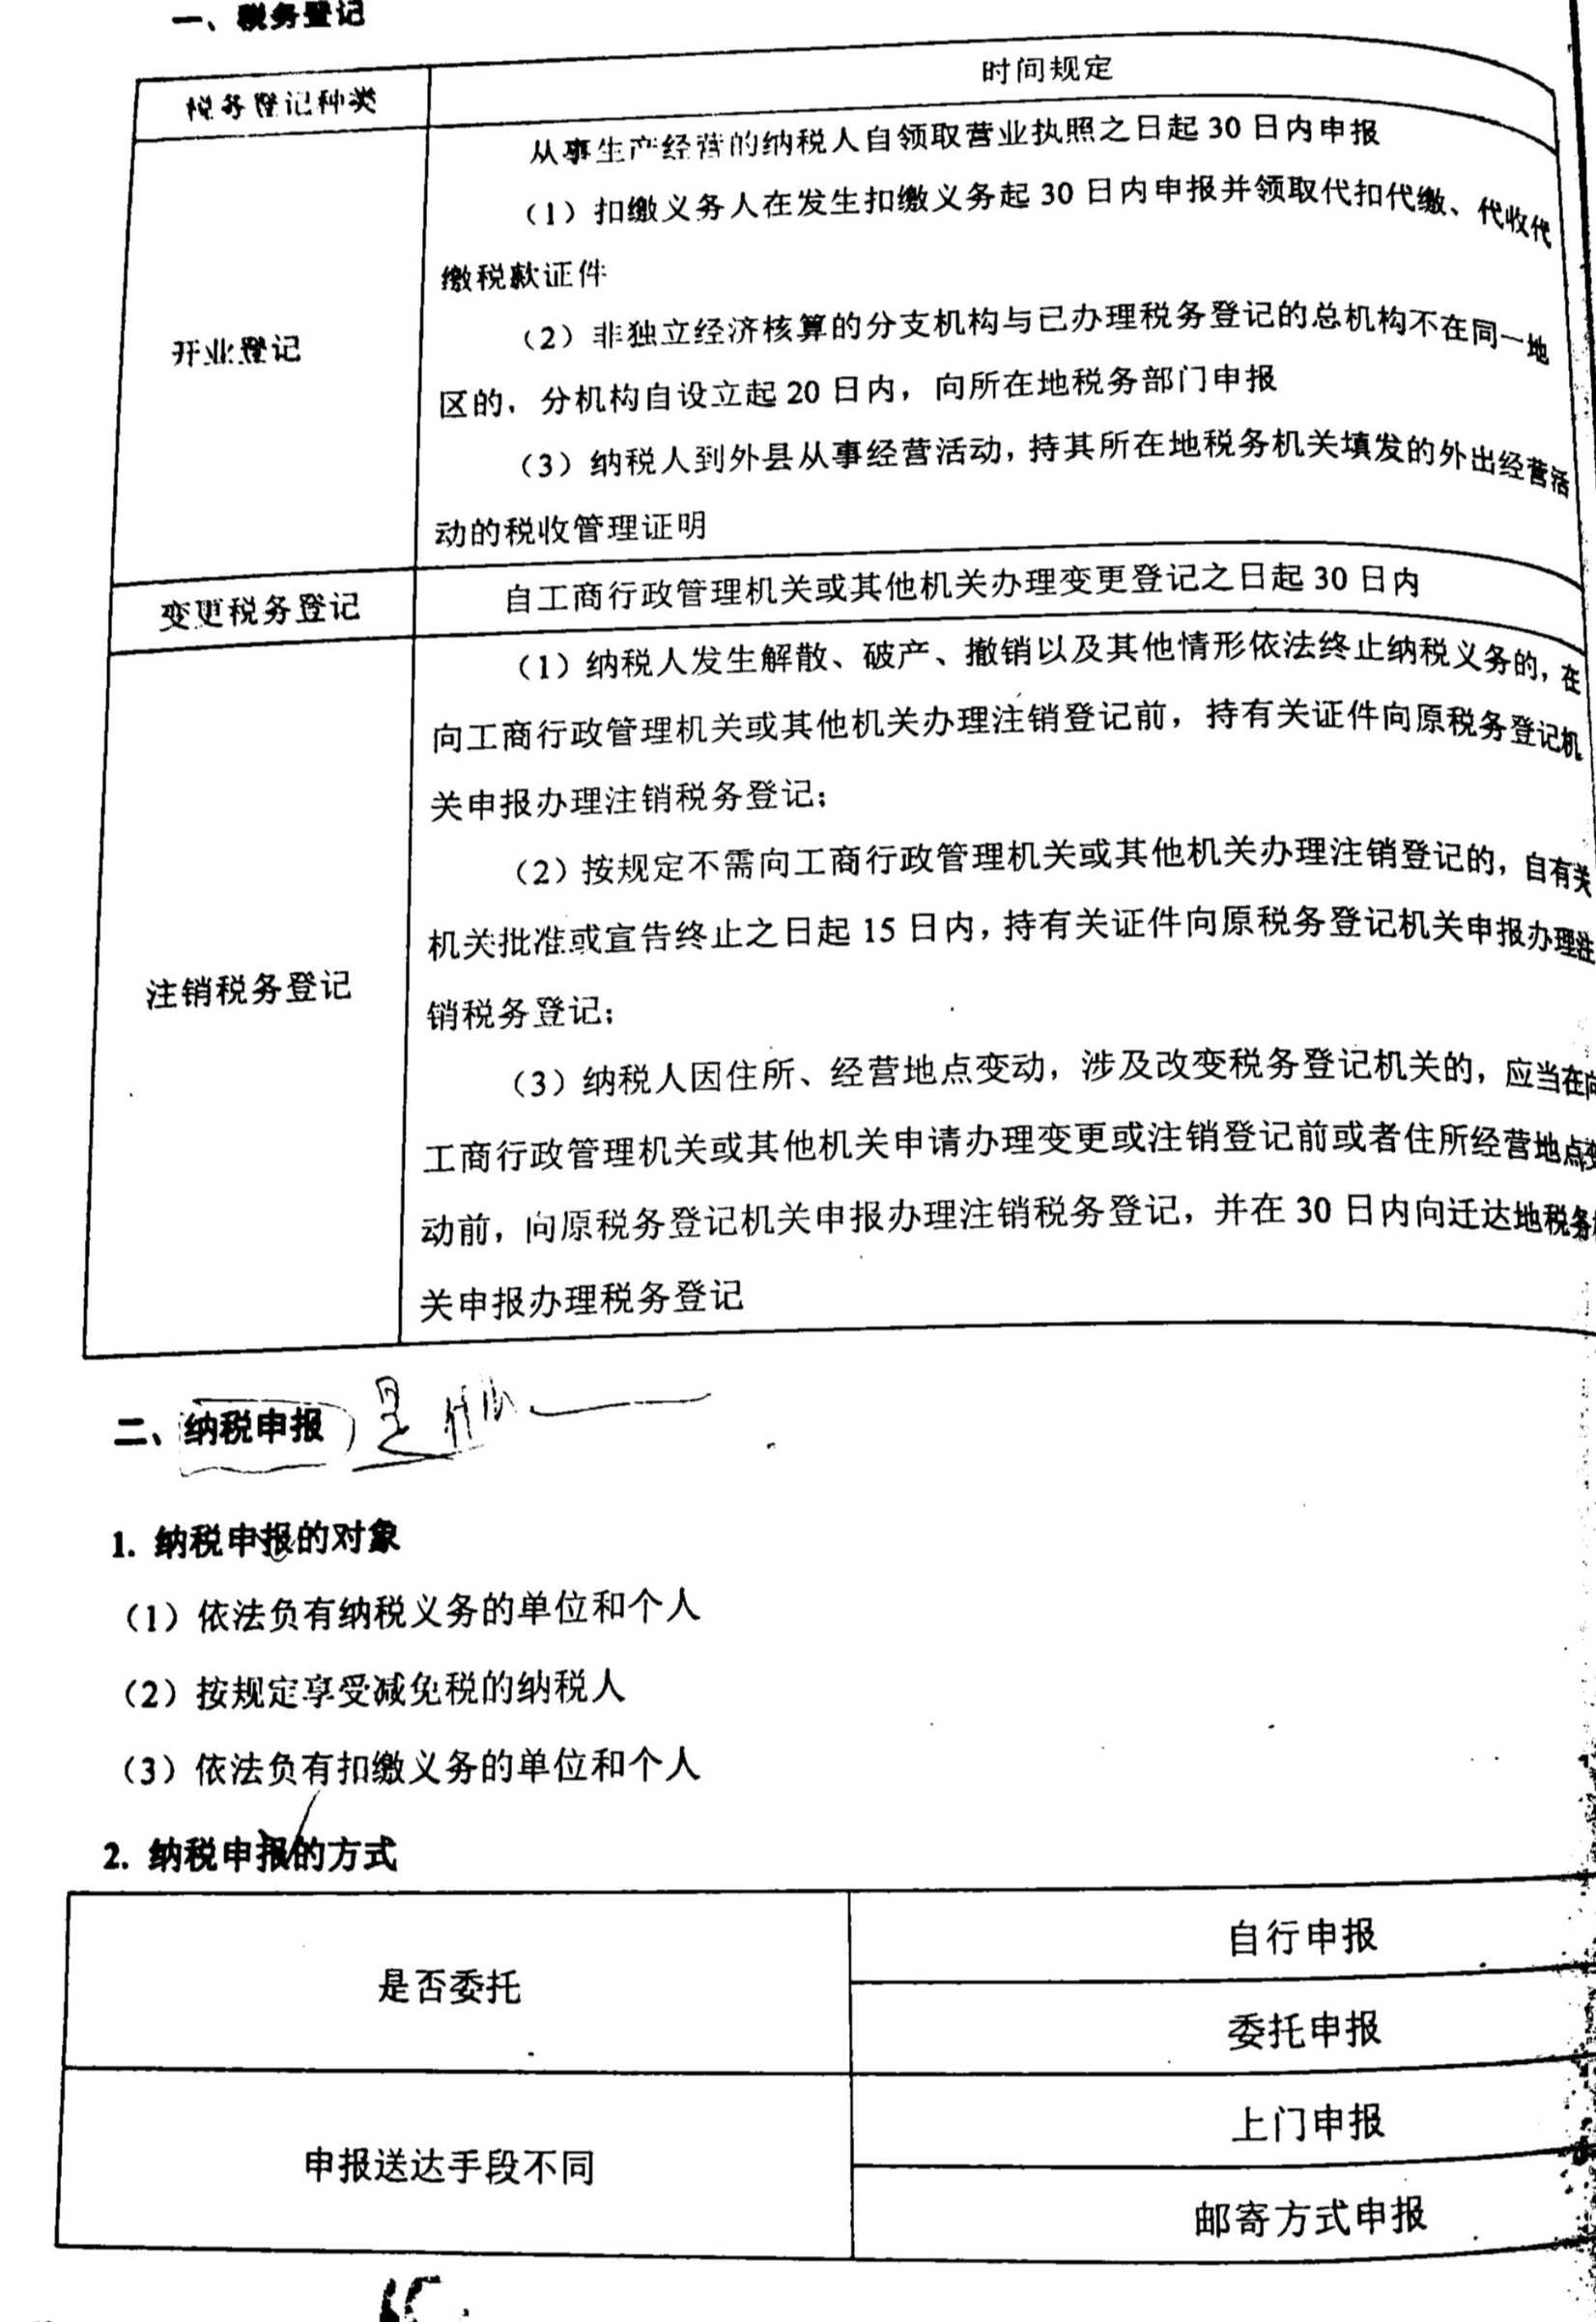 一、税务登记
税务登记种类
时间规定
开业登记
从事生产经营的纳税人自领取营业执照之日起 30 日内申报
（1）扣缴义务人在发生扣缴义务起 30 日内申报并领取代扣代缴、代收代
缴税款证件
（2）非独立经济核算的分支机构与已办理税务登记的总机构不在同一地
区的，分机构自设立起 20 日内，向所在地税务部门申报
（3）纳税人到外县从事经营活动，持其所在地税务机关填发的外出经营活
动的税收管理证明
变更税务登记
自工商行政管理机关或其他机关办理变更登记之日起 30 日内
注销税务登记
（1）纳税人发生解散、破产、撤销以及其他情形依法终止纳税义务的，在
向工商行政管理机关或其他机关办理注销登记前，持有关证件向原税务登记机
关申报办理注销税务登记；
（2）按规定不需向工商行政管理机关或其他机关办理注销登记的，自有关
机关批准或宣告终止之日起 15 日内，持有关证件向原税务登记机关申报办理注
销税务登记；
（3）纳税人因住所、经营地点变动，涉及改变税务登记机关的，应当在向
工商行政管理机关或其他机关申请办理变更或注销登记前或者住所经营地点变
动前，向原税务登记机关申报办理注销税务登记，并在 30 日内向迁达地税务
关申报办理税务登记
二、纳税申报 是什么
1. 纳税申报的对象
（1）依法负有纳税义务的单位和个人
（2）按规定享受减免税的纳税人
（3）依法负有扣缴义务的单位和个人
2. 纳税申报的方式
是否委托
自行申报
委托申报
申报送达手段不同
上门申报
邮寄方式申报